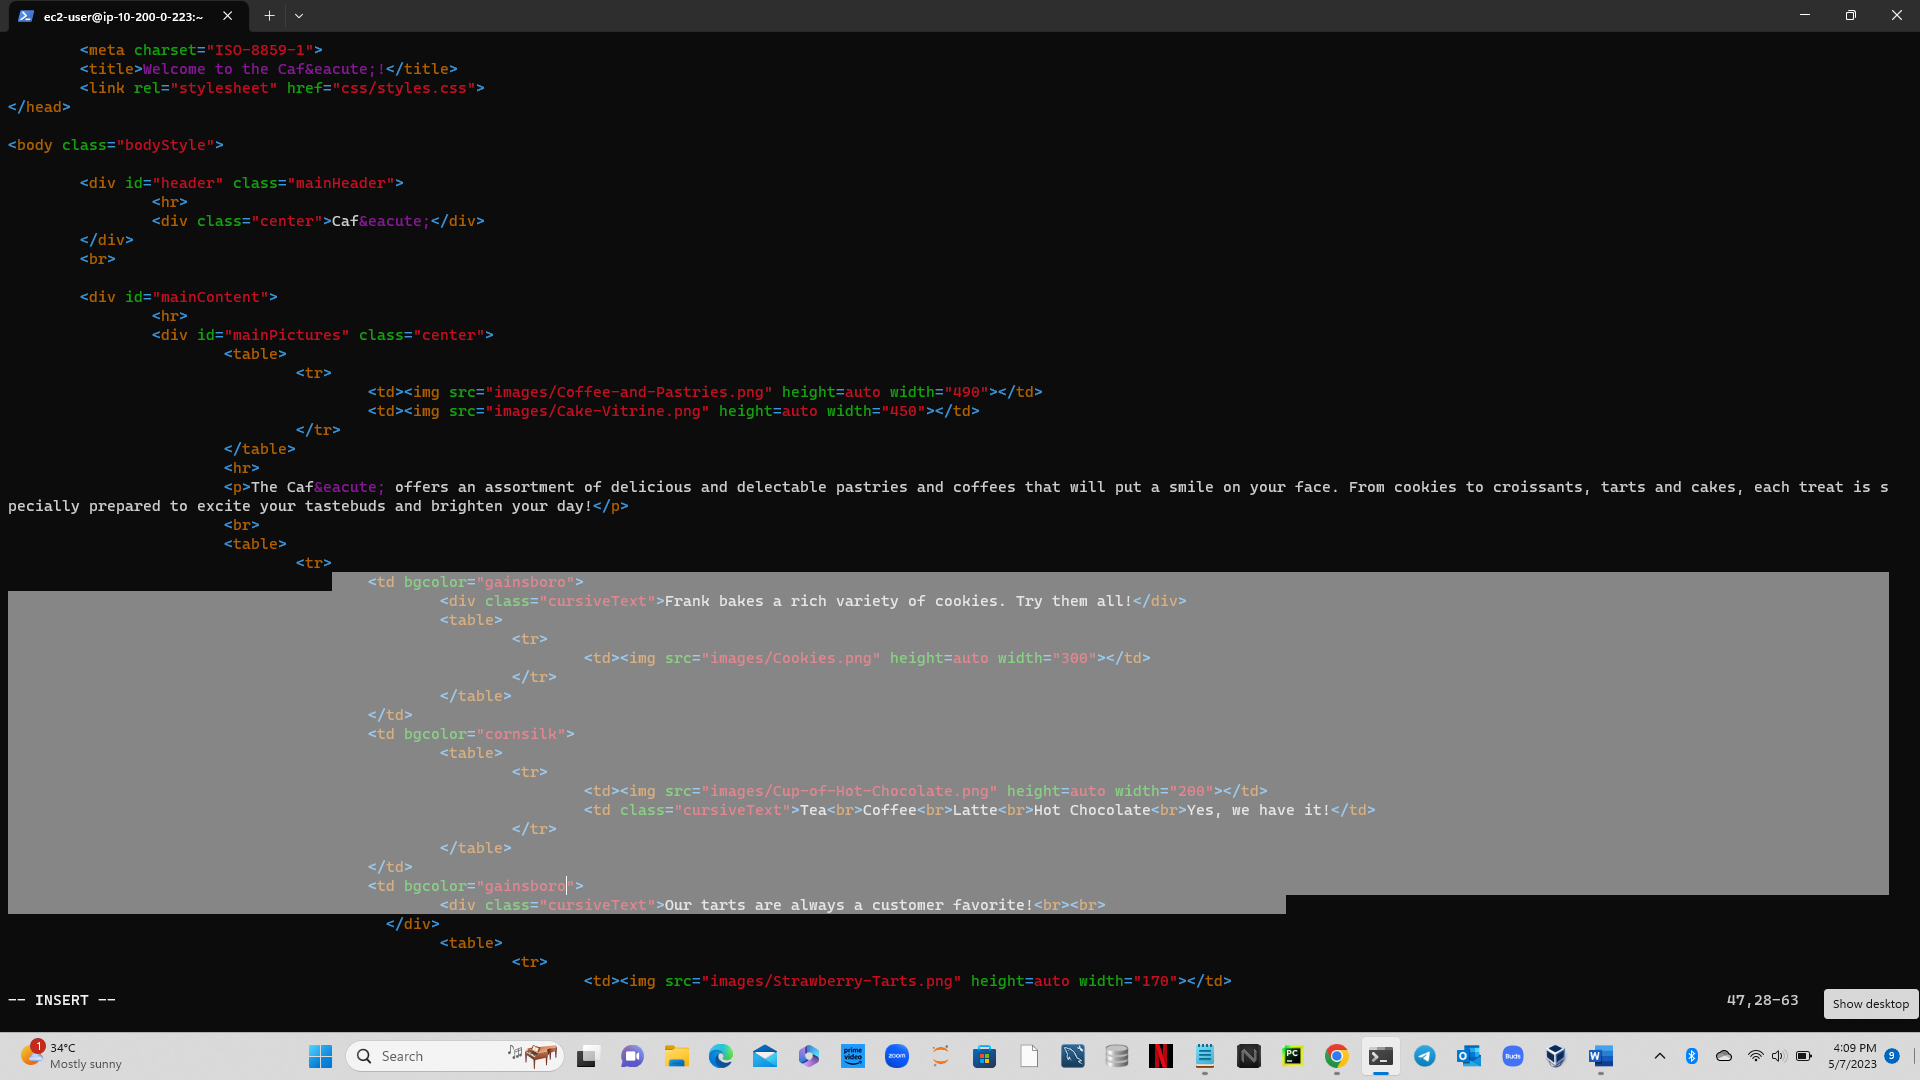 ec2-user@ip-10-200-0-223:~
<meta charset="ISO-8859-1">
<title>Welcome to the Caf&eacute;!</title>
<link rel="stylesheet" href="css/styles.css">
</head>
<body class="bodyStyle">
<div id="header" class="mainHeader">
<hr>
<div class="center">Caf&eacute;</div>
</div>
<br>
<div id="mainContent">
<hr>
<div id="mainPictures" class="center">
<table>
<tr>
<td><img src="images/Coffee-and-Pastries.png" height=auto width="490"></td>
<td><img src="images/Cake-Vitrine.png" height=auto width="450"></td>
</tr>
</table>
<hr>
<p>The Caf&eacute; offers an assortment of delicious and delectable pastries and coffees that will put a smile on your face. From cookies to croissants, tarts and cakes, each treat is s
pecially prepared to excite your tastebuds and brighten your day!</p>
<br>
<table>
<tr>
<td bgcolor="gainsboro">
<div class="cursiveText">Frank bakes a rich variety of cookies. Try them all!</div>
<table>
<tr>
<td><img src="images/Cookies.png" height=auto width="300"></td>
</tr>
</table>
</td>
<td bgcolor="cornsilk">
<table>
<tr>
<td><img src="images/Cup-of-Hot-Chocolate.png" height=auto width="200"></td>
<td class="cursiveText">Tea<br>Coffee<br>Latte<br>Hot Chocolate<br>Yes, we have it!</td>
</tr>
</table>
</td>
<td bgcolor="gainsboro">
<div class="cursiveText">Our tarts are always a customer favorite!<br><br>
</div>
<table>
<tr>
<td><img src="images/Strawberry-Tarts.png" height=auto width="170"></td>
-- INSERT -- 47,28-63
Show desktop
1
34°C
Mostly sunny
Search
prime video
zoom
PC
Buds
4:09 PM
5/7/2023
9